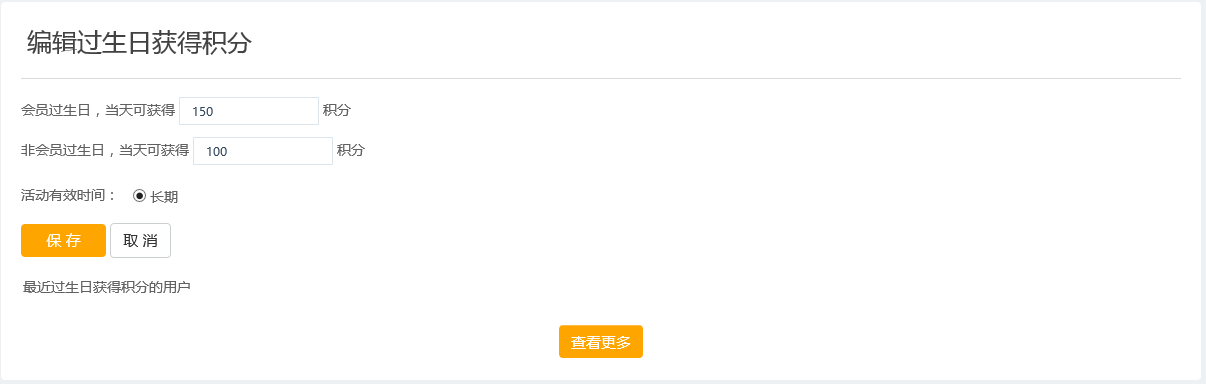 编辑过生日获得积分
会员过生日，当天可获得 150 积分
非会员过生日，当天可获得 100 积分
活动有效时间： 长期
保 存 取 消
最近过生日获得积分的用户
查看更多